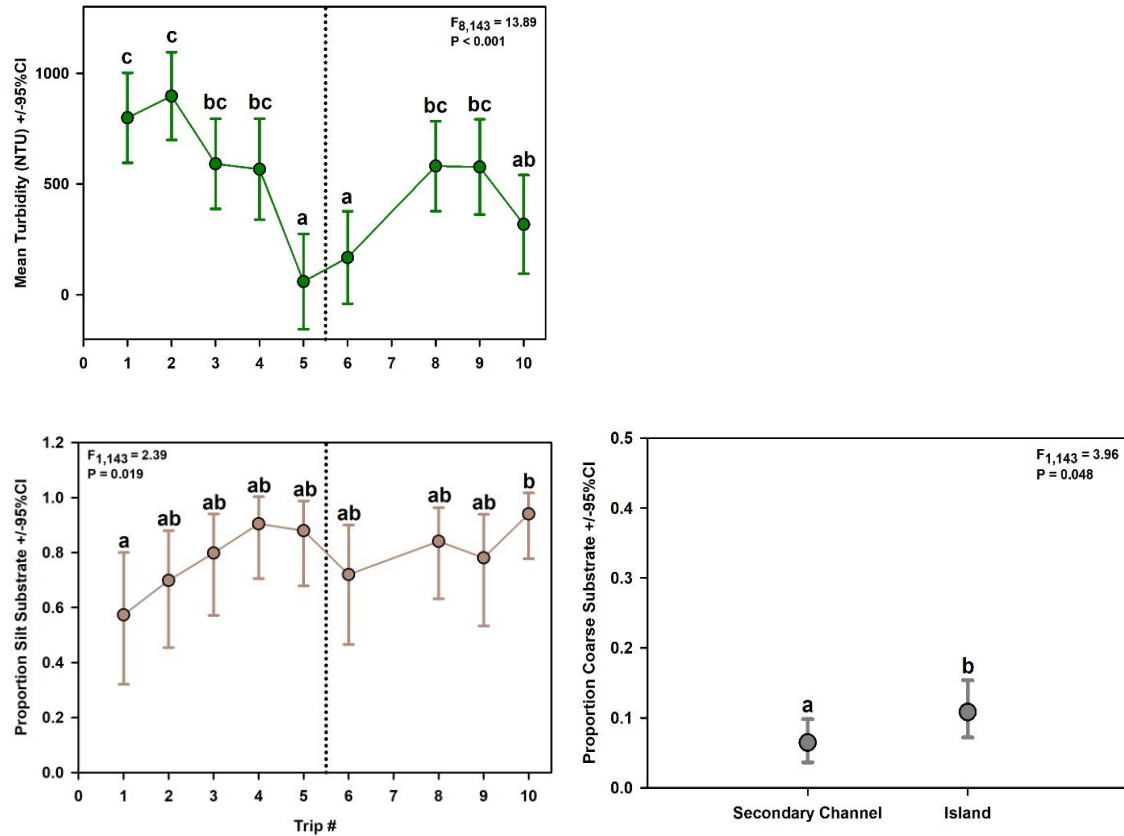 F8,143 = 13.89
P < 0.001
Mean Turbidity (NTU) +/-95%CI
1000
500
0
c
c
bc
bc
a
a
bc
bc
ab
0 1 2 3 4 5 6 7 8 9 10
F1,143 = 2.39
P = 0.019
Proportion Silt Substrate +/-95%CI
1.2
1.0
0.8
0.6
0.4
0.2
0.0
a
ab
ab
ab
ab
ab
ab
ab
b
0 1 2 3 4 5 6 7 8 9 10
Trip #
F1,143 = 3.96
P = 0.048
Proportion Coarse Substrate +/-95%CI
0.5
0.4
0.3
0.2
0.1
0.0
a
b
Secondary Channel Island